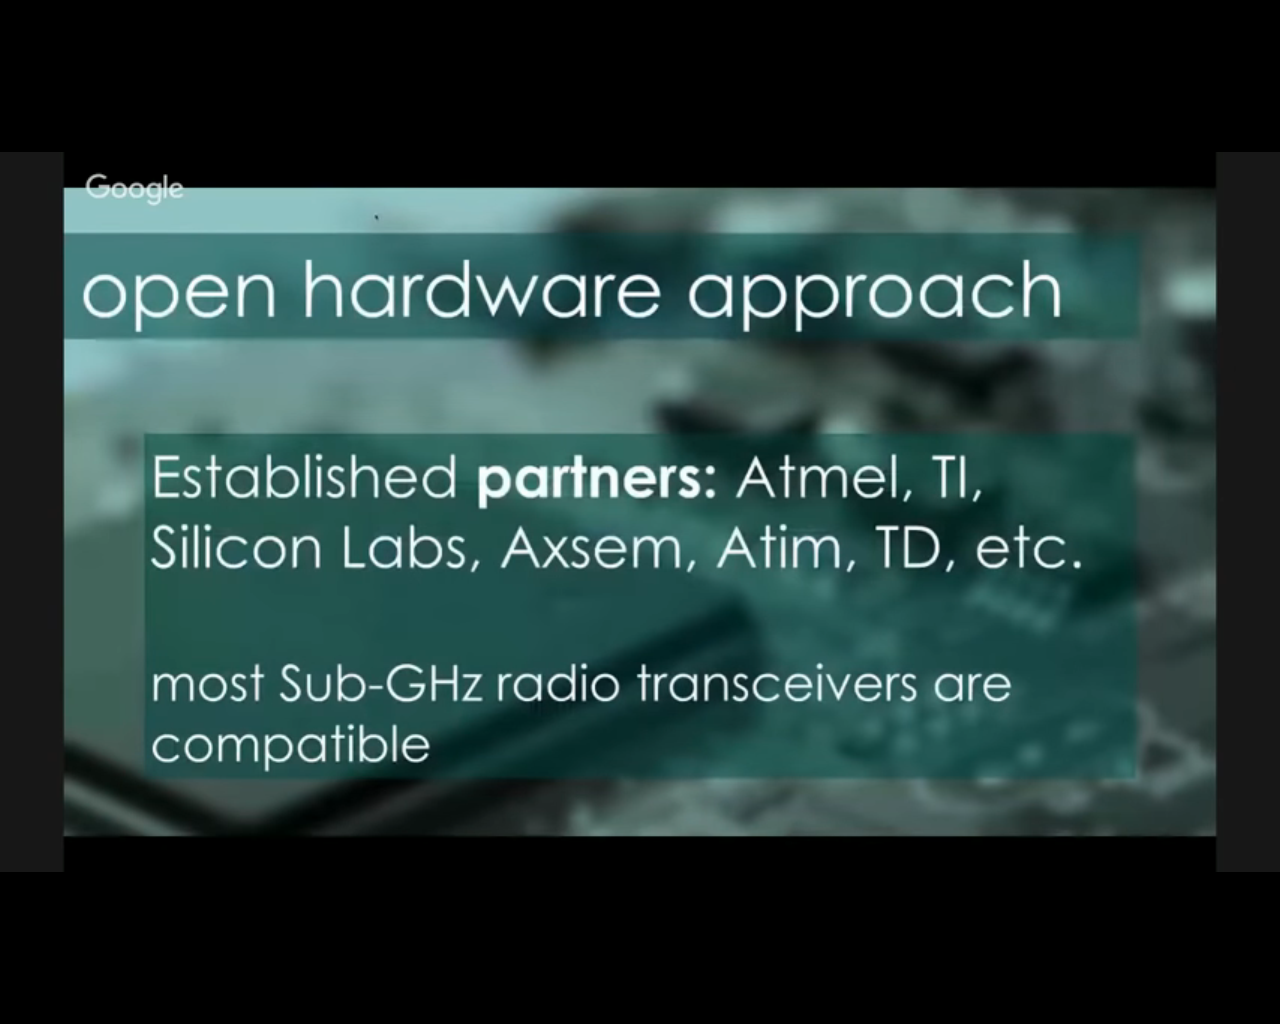 Google
open hardware approach
Established partners: Atmel, TI,
Silicon Labs, Axsem, Atim, TD, etc.
most Sub-GHz radio transceivers are
compatible